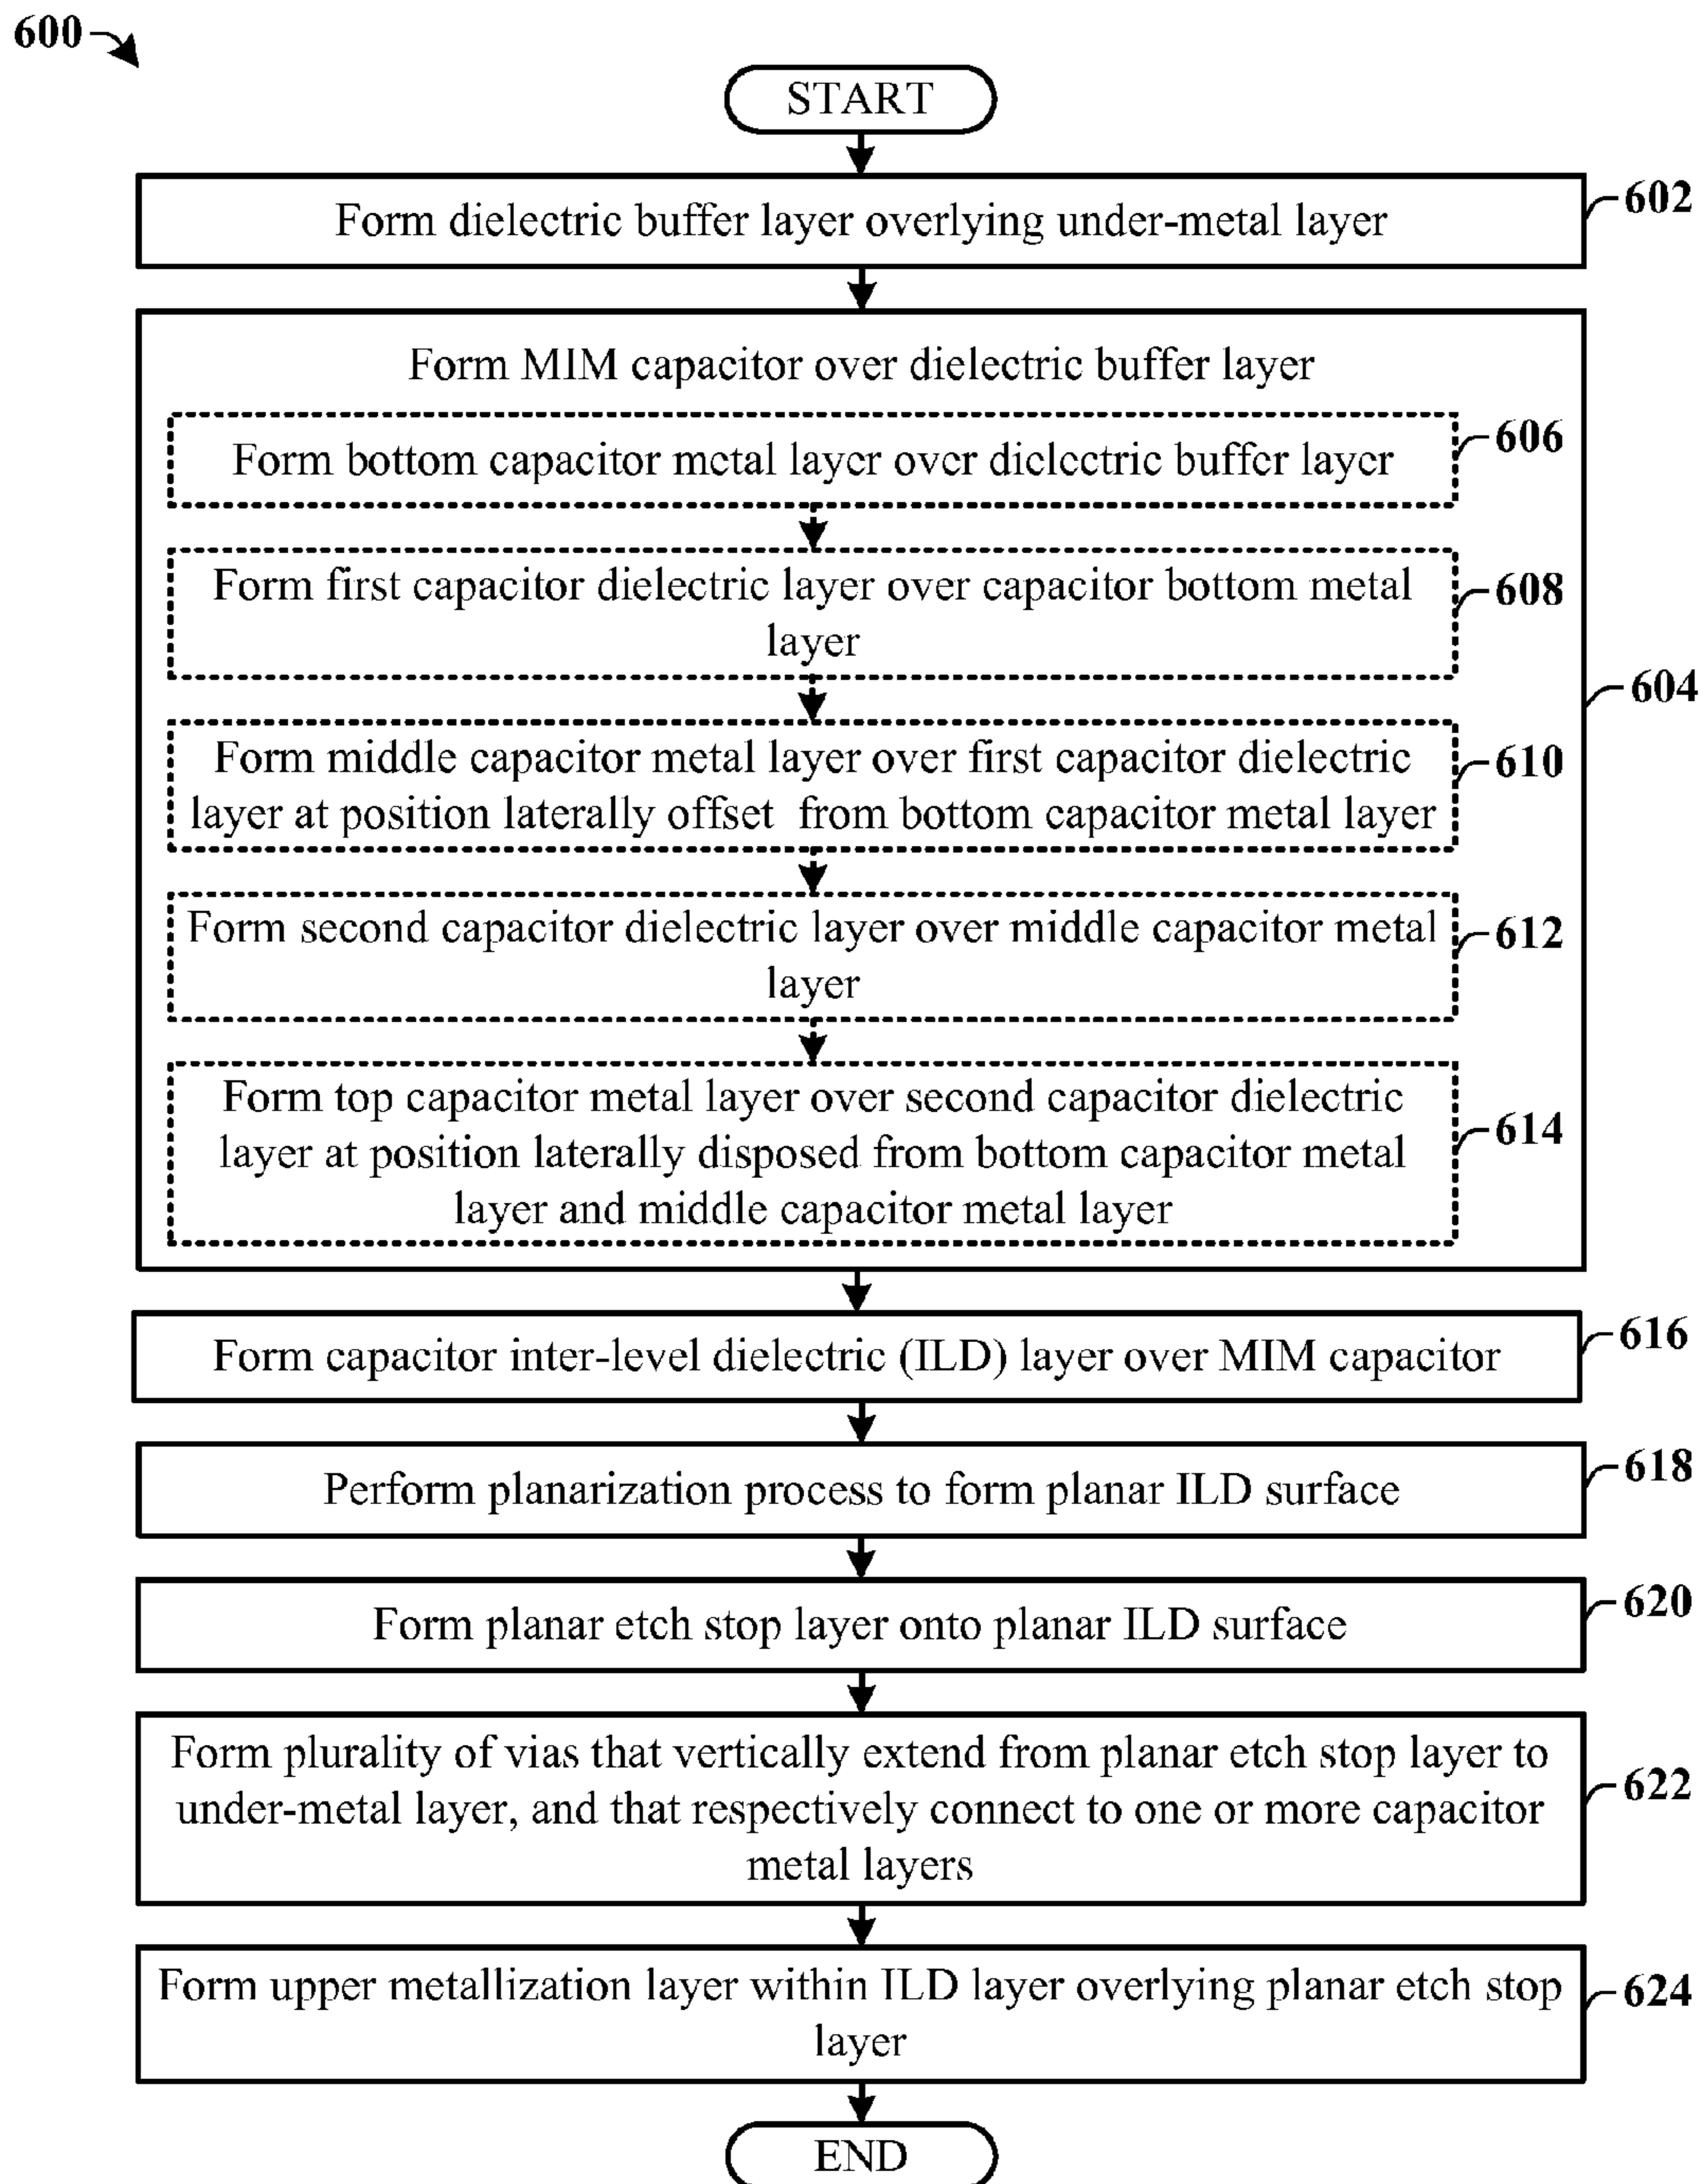 600
START
Form dielectric buffer layer overlying under-metal layer
602
Form MIM capacitor over dielectric buffer layer
604
Form bottom capacitor metal layer over dielectric buffer layer
606
Form first capacitor dielectric layer over capacitor bottom metal
layer
608
Form middle capacitor metal layer over first capacitor dielectric
layer at position laterally offset from bottom capacitor metal layer
610
Form second capacitor dielectric layer over middle capacitor metal
layer
612
Form top capacitor metal layer over second capacitor dielectric
layer at position laterally disposed from bottom capacitor metal
layer and middle capacitor metal layer
614
Form capacitor inter-level dielectric (ILD) layer over MIM capacitor
616
Perform planarization process to form planar ILD surface
618
Form planar etch stop layer onto planar ILD surface
620
Form plurality of vias that vertically extend from planar etch stop layer to
under-metal layer, and that respectively connect to one or more capacitor
metal layers
622
Form upper metallization layer within ILD layer overlying planar etch stop
layer
624
END